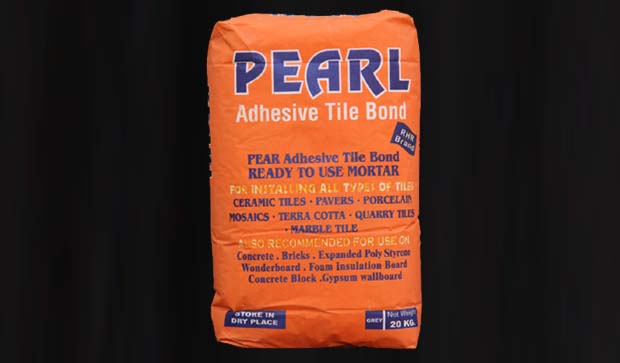 PEARL
Adhesive Tile Bond
RHR
Brand
PEAR Adhesive Tile Bond
READY TO USE MORTAR
FOR INSTALLING ALL TYPES OF TILES
CERAMIC TILES · PAVERS · PORCELAIN
MOSAICS · TERRA COTTA · QUARRY TILES
· MARBLE TILE
ALSO RECOMMENDED FOR USE ON
Concrete . Bricks . Expanded Poly Styrene
Wonderboard . Foam Insulation Board
Concrete Block .Gypsum wallboard
STORE IN
DRY PLACE
GREY
Net Weight
20 KG.